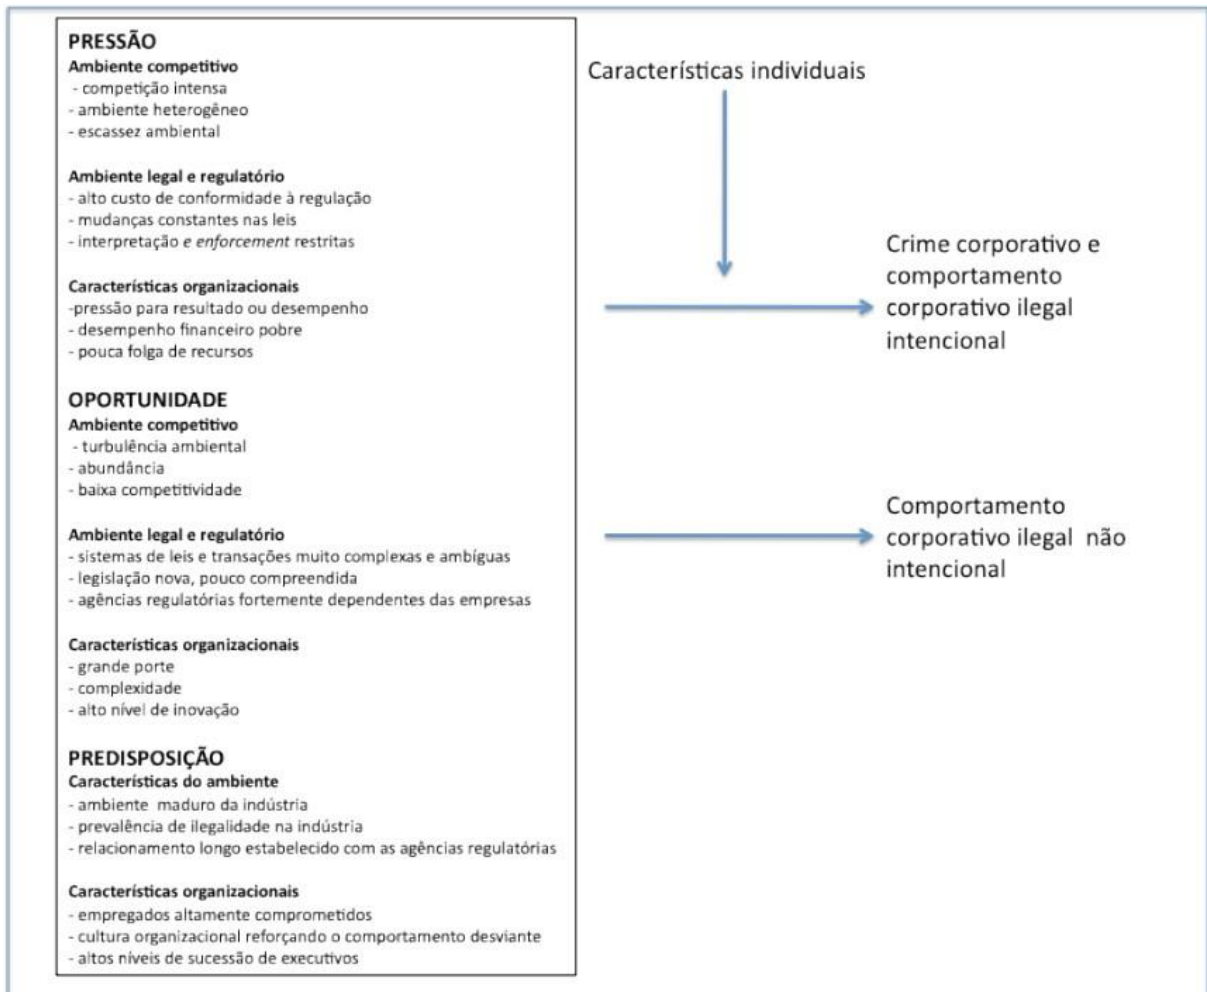 PRESSÃO
Ambiente competitivo
- competição intensa
- ambiente heterogêneo
- escassez ambiental
Ambiente legal e regulatório
- alto custo de conformidade à regulação
- mudanças constantes nas leis
- interpretação e enforcement restritas
Características organizacionais
-pressão para resultado ou desempenho
- desempenho financeiro pobre
- pouca folga de recursos
OPORTUNIDADE
Ambiente competitivo
- turbulência ambiental
- abundância
- baixa competitividade
Ambiente legal e regulatório
- sistemas de leis e transações muito complexas e ambíguas
- legislação nova, pouco compreendida
- agências regulatórias fortemente dependentes das empresas
Características organizacionais
- grande porte
- complexidade
- alto nível de inovação
PREDISPOSIÇÃO
Características do ambiente
- ambiente maduro da indústria
- prevalência de ilegalidade na indústria
- relacionamento longo estabelecido com as agências regulatórias
Características organizacionais
- empregados altamente comprometidos
- cultura organizacional reforçando o comportamento desviante
- altos níveis de sucessão de executivos
Características individuais
Crime corporativo e
comportamento
corporativo ilegal
intencional
Comportamento
corporativo ilegal não
intencional